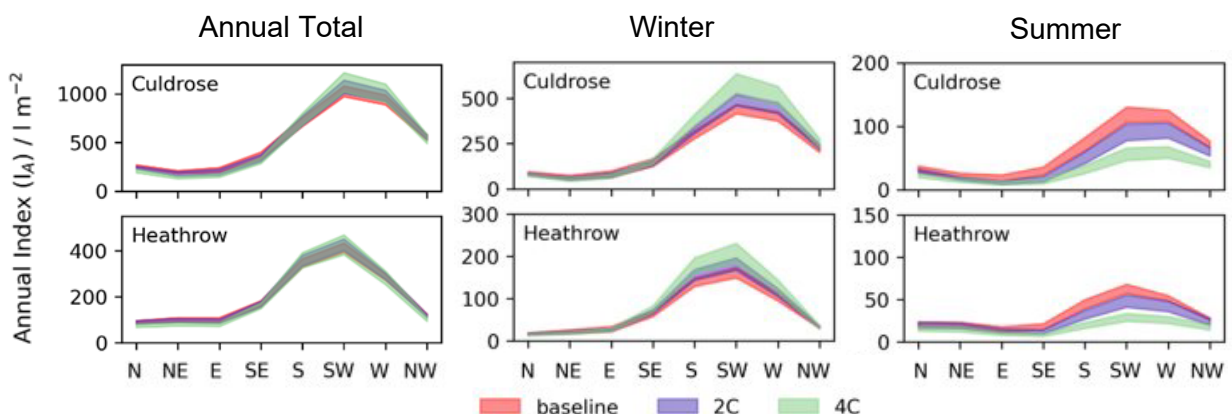 Annual Total Winter Summer
Annual Index (I_A) / l m⁻²
Culdrose
1000
500
0
Culdrose
500
250
0
Culdrose
200
100
0
Heathrow
400
200
0
Heathrow
300
200
100
0
Heathrow
150
100
50
0
N NE E SE S SW W NW
N NE E SE S SW W NW
N NE E SE S SW W NW
baseline 2C 4C